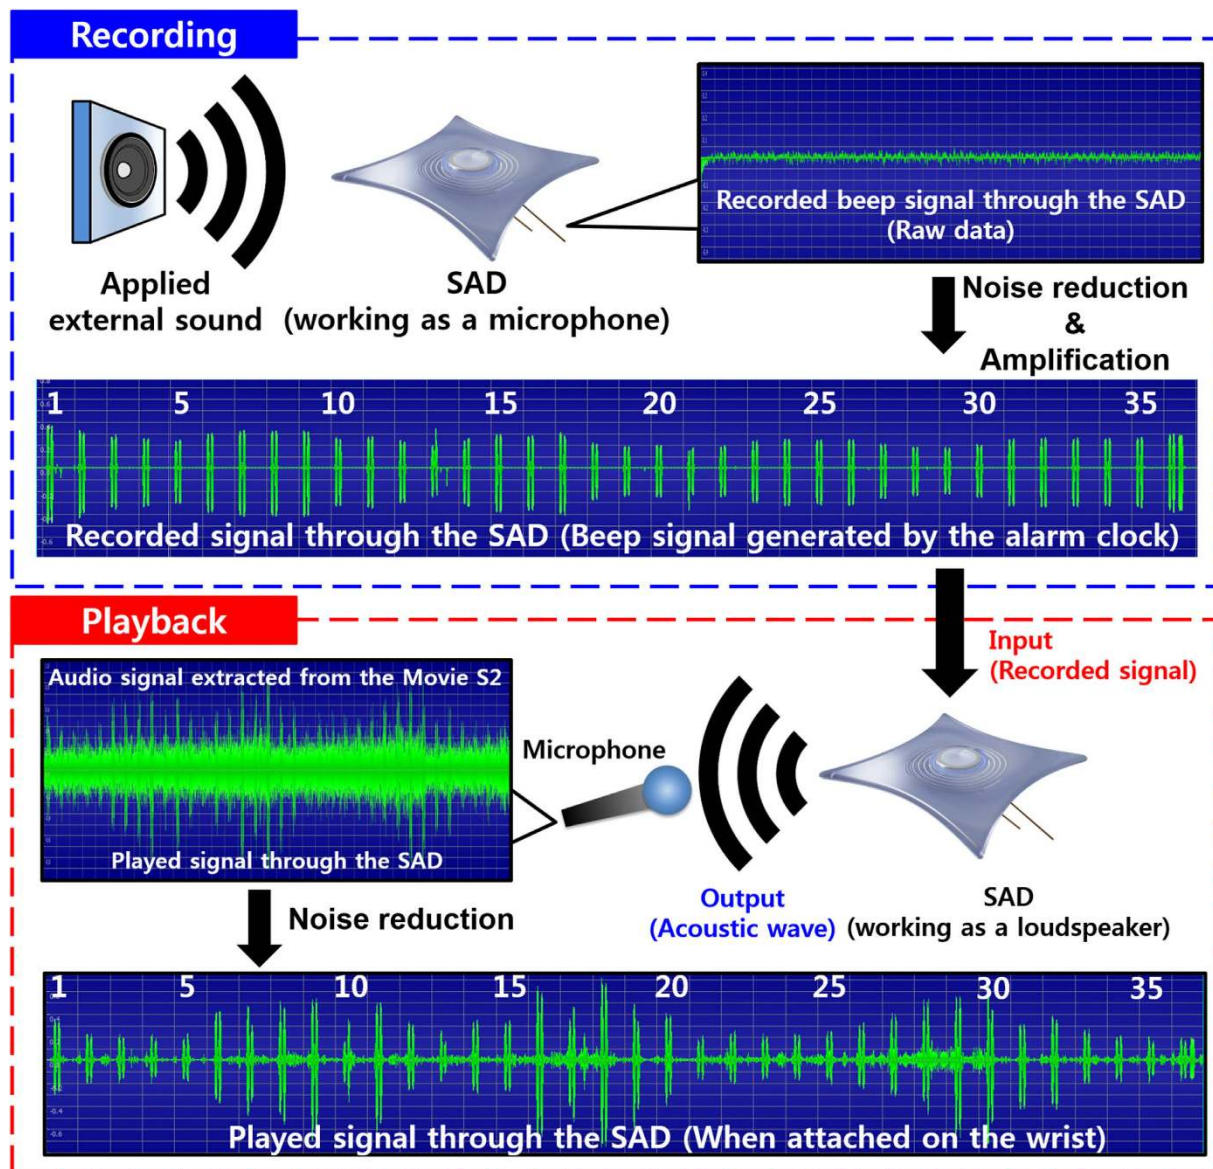 Recording
Applied
external sound
SAD
(working as a microphone)
Recorded beep signal through the SAD
(Raw data)
Noise reduction
&
Amplification
1 5 10 15 20 25 30 35
Recorded signal through the SAD (Beep signal generated by the alarm clock)
Playback
Input
(Recorded signal)
Audio signal extracted from the Movie S2
Played signal through the SAD
Microphone
Output
(Acoustic wave)
SAD
(working as a loudspeaker)
Noise reduction
1 5 10 15 20 25 30 35
Played signal through the SAD (When attached on the wrist)